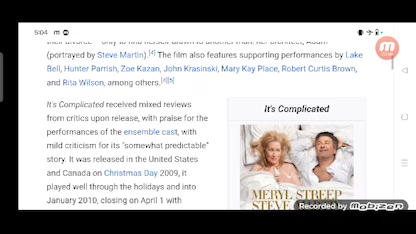 5:04
their divorce – only to find herself drawn to another man: her architect, Adam
(portrayed by Steve Martin).[4] The film also features supporting performances by Lake
Bell, Hunter Parrish, Zoe Kazan, John Krasinski, Mary Kay Place, Robert Curtis Brown,
and Rita Wilson, among others.[4][5]
It's Complicated received mixed reviews
from critics upon release, with praise for the
performances of the ensemble cast, with
mild criticism for its "somewhat predictable"
story. It was released in the United States
and Canada on Christmas Day 2009, it
played well through the holidays and into
January 2010, closing on April 1 with
It's Complicated
MERYL STREEP
STEVE
Recorded by Mobizen